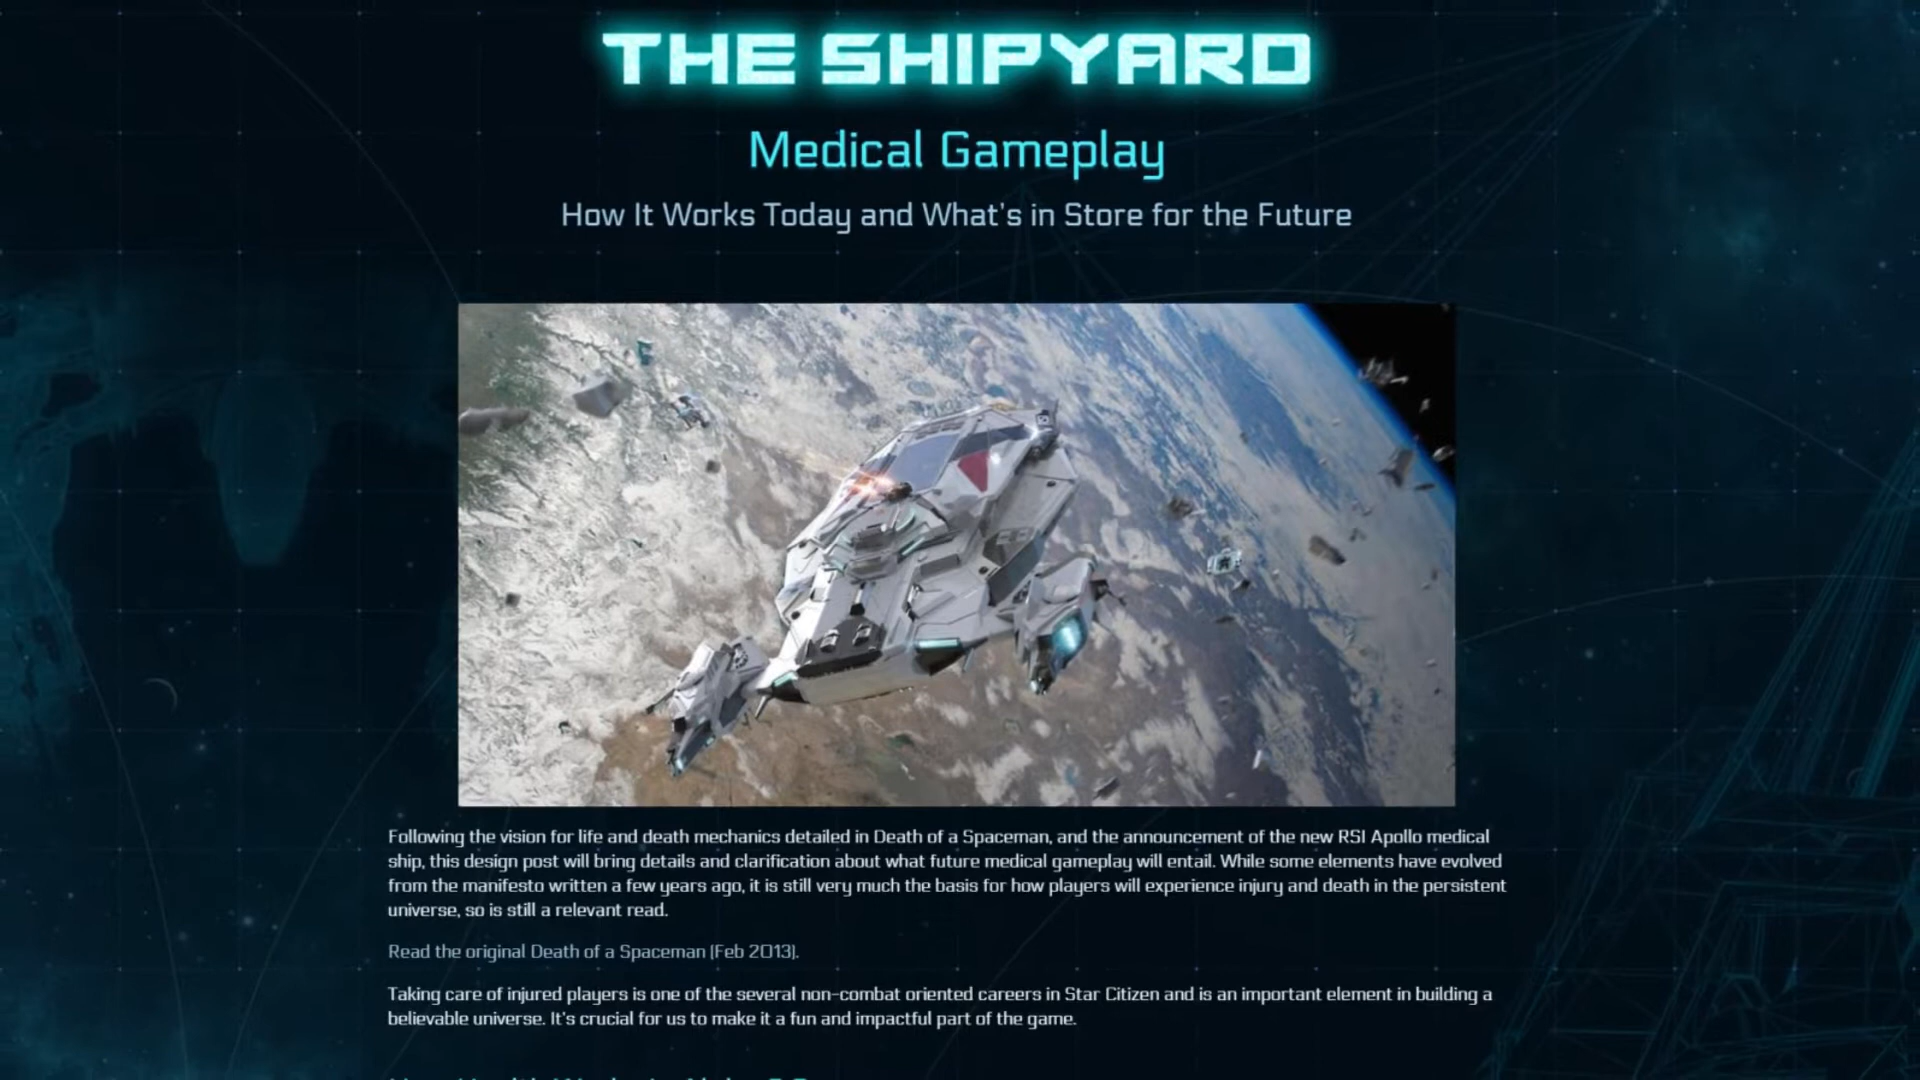 THE SHIPYARD
Medical Gameplay
How It Works Today and What's in Store for the Future
Following the vision for life and death mechanics detailed in Death of a Spaceman, and the announcement of the new RSI Apollo medical
ship, this design post will bring details and clarification about what future medical gameplay will entail. While some elements have evolved
from the manifesto written a few years ago, it is still very much the basis for how players will experience injury and death in the persistent
universe, so is still a relevant read.
Read the original Death of a Spaceman (Feb 2013).
Taking care of injured players is one of the several non-combat oriented careers in Star Citizen and is an important element in building a
believable universe. It's crucial for us to make it a fun and impactful part of the game.